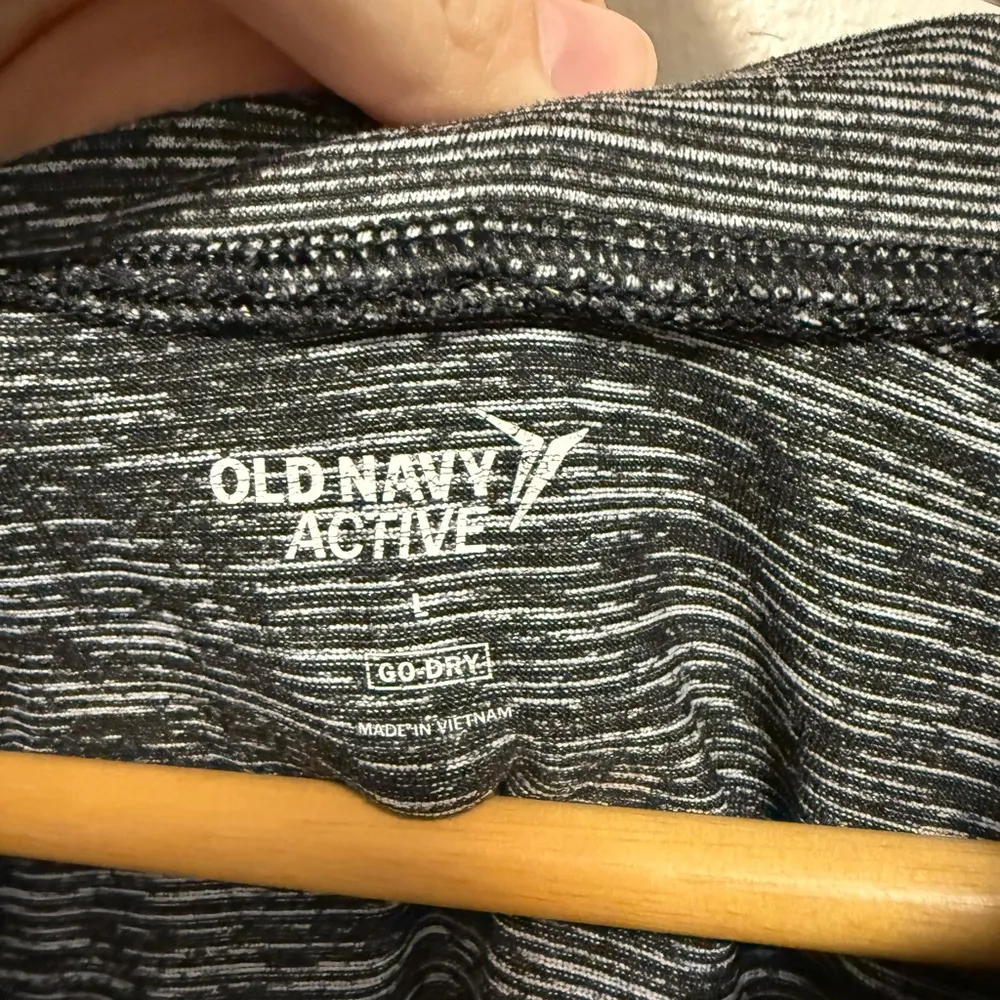 OLD NAVY
ACTIVE
L
GO-DRY
MADE IN VIETNAM